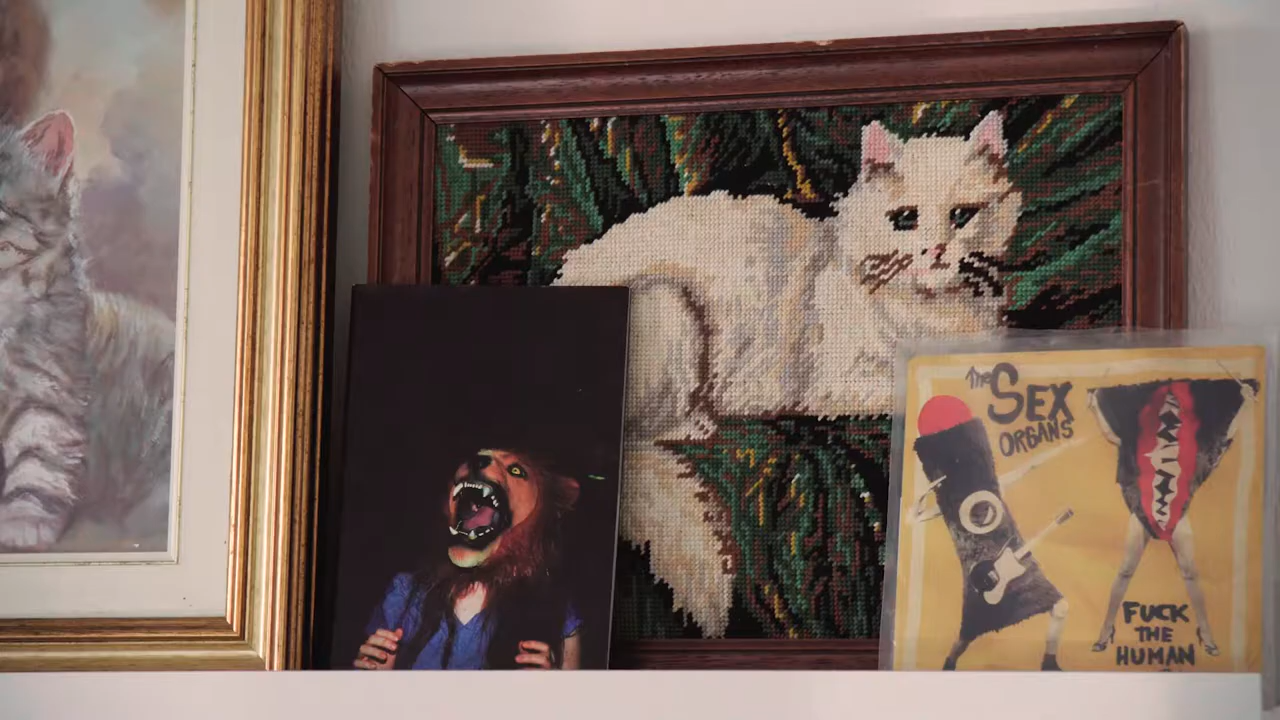 The
SEX
ORGANS
FUCK
THE
HUMAN